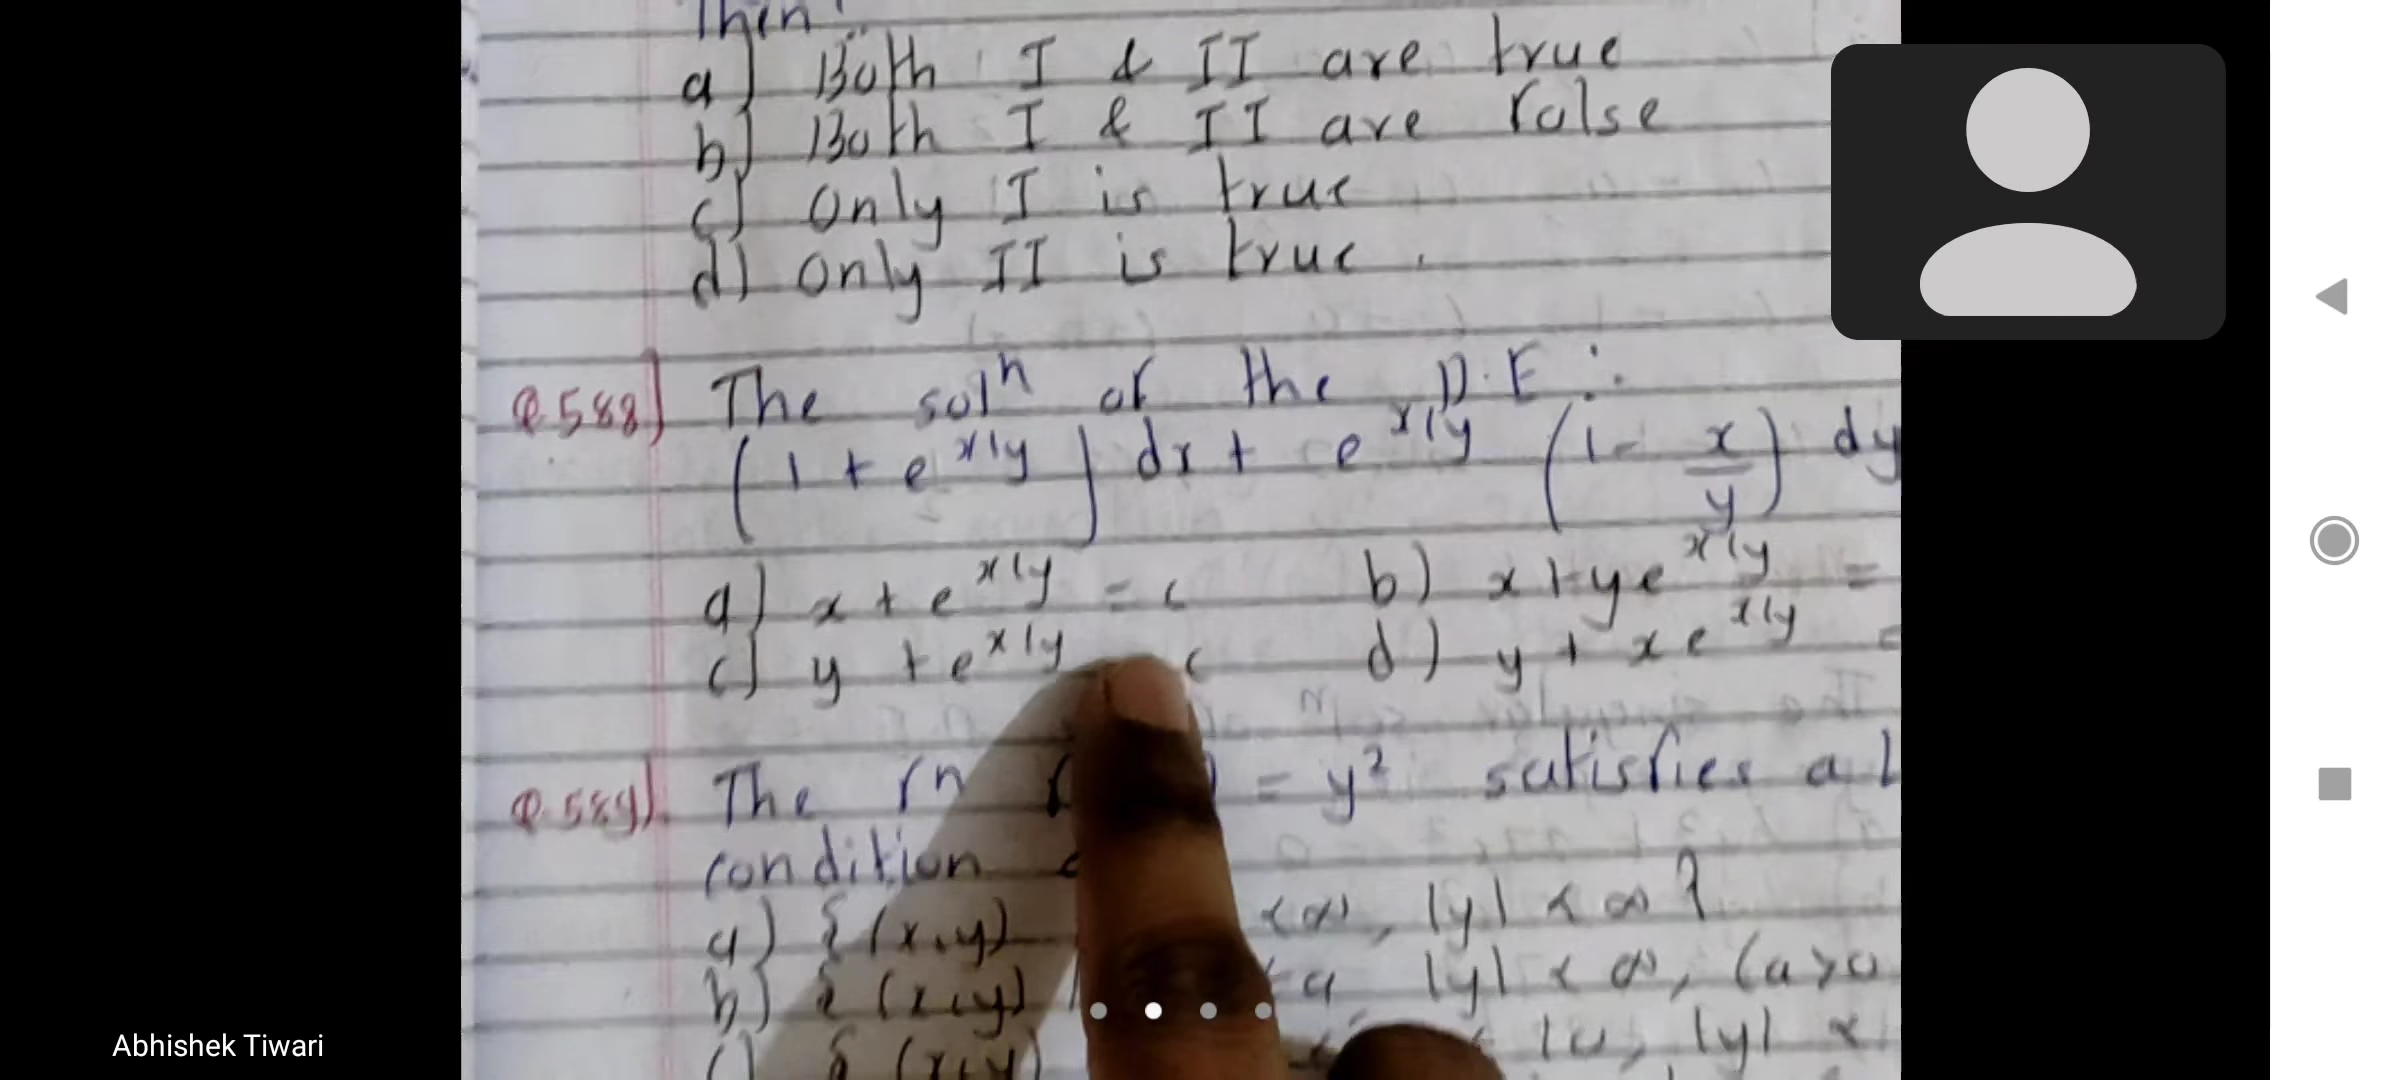 Then:
a) Both I & II are true
b) Both I & II are false
c) Only I is true
d) Only II is true.
Q.588) The solⁿ of the D.E:
(1 + e^x/y) dx + e^x/y (1 - x/y) dy
a) x + e^x/y = c b) x + ye^x/y =
c) y + e^x/y = c d) y + xe^x/y =
Q.589) The fn = y² satisfies a L
condition
a) {(x,y) <∞, |y| < ∞}
b) {(x,y) |y| < ∞, (a>0
c) {(x,y) |y|
Abhishek Tiwari